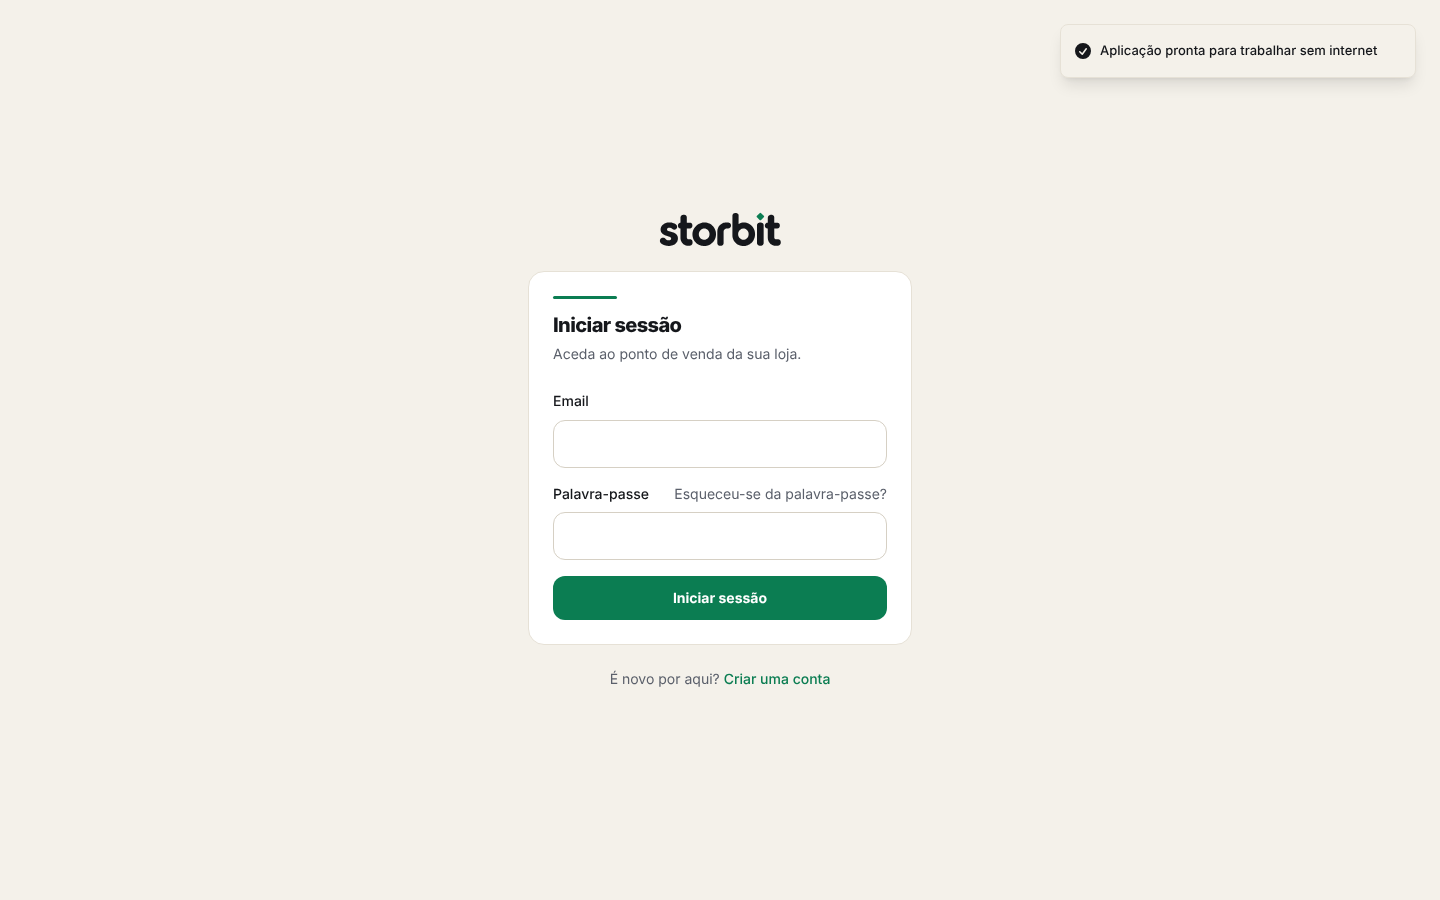 Aplicação pronta para trabalhar sem internet
storbit
Iniciar sessão
Aceda ao ponto de venda da sua loja.
Email
Palavra-passe Esqueceu-se da palavra-passe?
Iniciar sessão
É novo por aqui? Criar uma conta